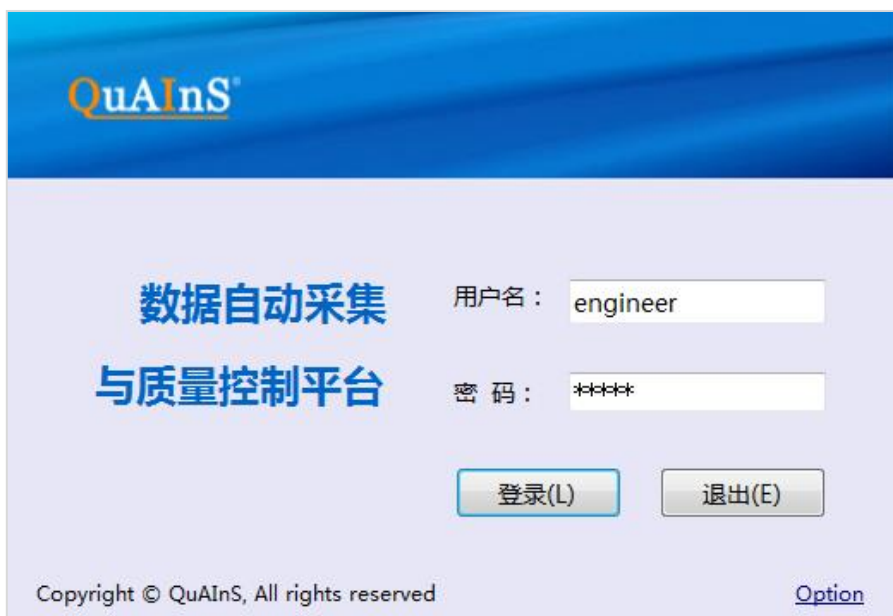 QuAInS®
数据自动采集
与质量控制平台
用户名：
engineer
密 码：
*****
登录(L)
退出(E)
Copyright © QuAInS, All rights reserved
Option